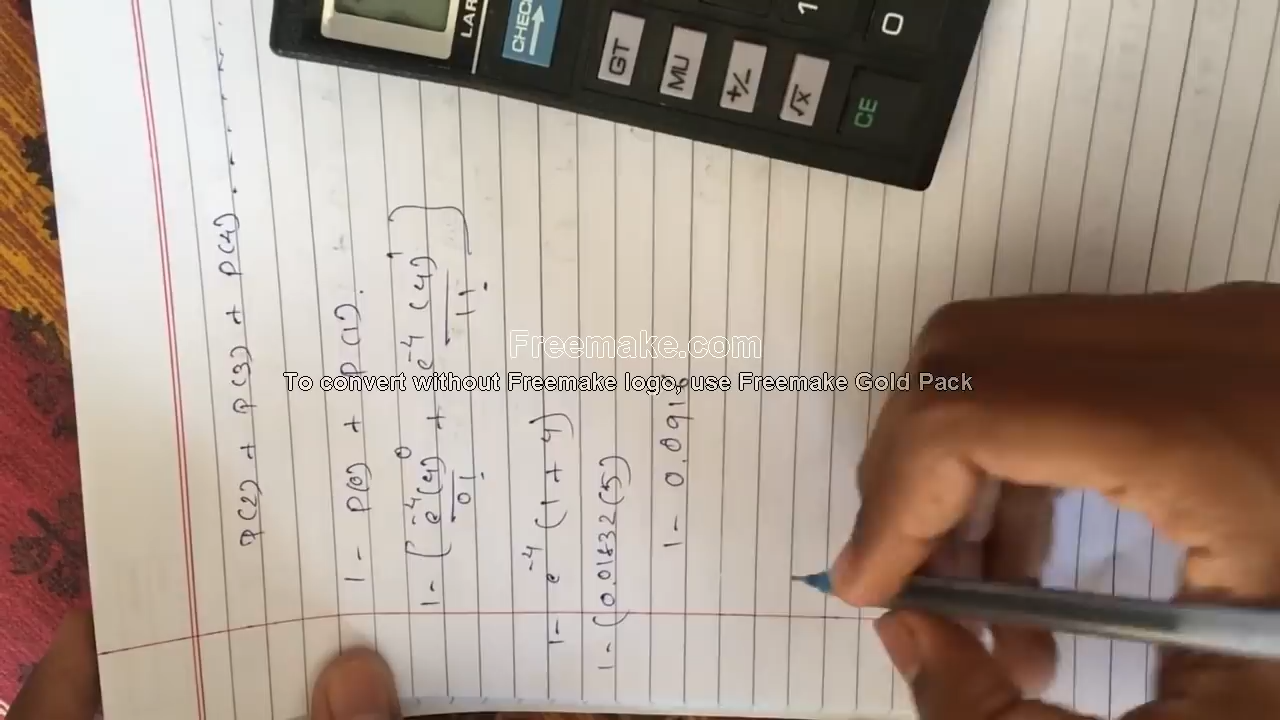 P(2) + P(3) + P(4) . . . . . .
1 - P(0) + P(1).
1 - [e^-4 (4)^0 / 0! + e^-4 (4)^1 / 1!]
1 - e^-4 (1 + 4)
1 - (0.01832(5)
1 - 0.0916
CHECK
GT
MU
+/-
√x
CE
0
1
Freemake.com
To convert without Freemake logo, use Freemake Gold Pack